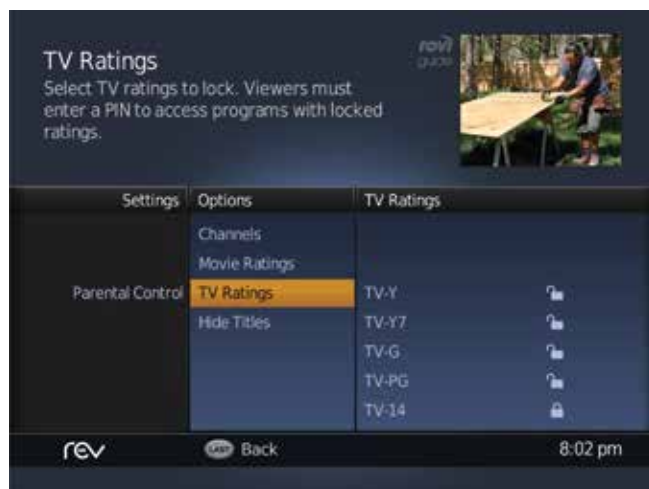 TV Ratings
Select TV ratings to lock. Viewers must
enter a PIN to access programs with locked
ratings.
rovi
guide
Settings Options TV Ratings
Channels
Movie Ratings
Parental Control TV Ratings TV-Y
Hide Titles TV-Y7
TV-G
TV-PG
TV-14
rev LAST Back 8:02 pm